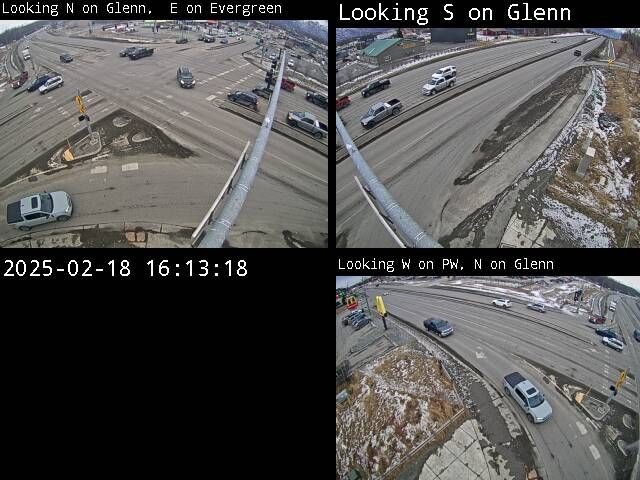 Looking N on Glenn,  E on Evergreen
Looking S on Glenn
2025-02-18 16:13:18
Looking W on PW, N on Glenn